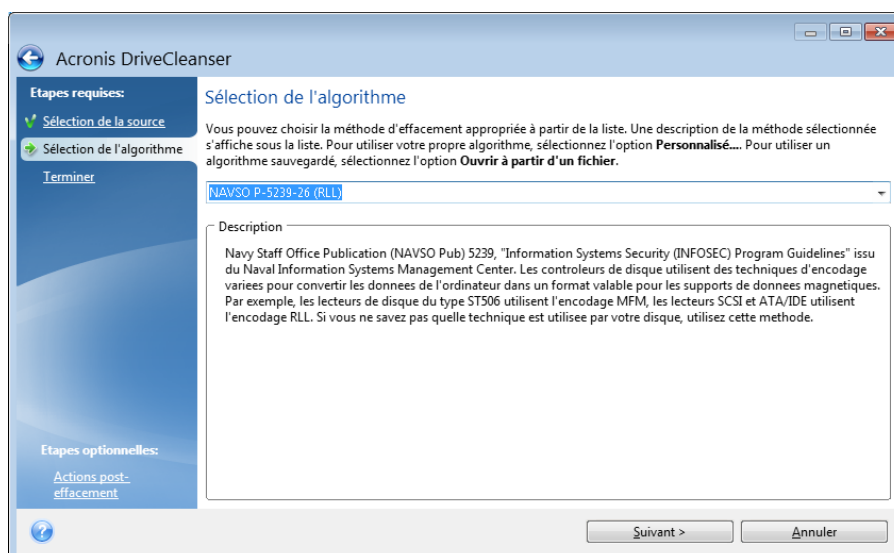 Acronis DriveCleanser
Etapes requises:
Sélection de la source
Sélection de l'algorithme
Terminer
Sélection de l'algorithme
Vous pouvez choisir la méthode d'effacement appropriée à partir de la liste. Une description de la méthode sélectionnée
s'affiche sous la liste. Pour utiliser votre propre algorithme, sélectionnez l'option Personnalisé.... Pour utiliser un
algorithme sauvegardé, sélectionnez l'option Ouvrir à partir d'un fichier.
NAVSO P-5239-26 (RLL)
Description
Navy Staff Office Publication (NAVSO Pub) 5239, "Information Systems Security (INFOSEC) Program Guidelines" issu
du Naval Information Systems Management Center. Les controleurs de disque utilisent des techniques d'encodage
variees pour convertir les donnees de l'ordinateur dans un format valable pour les supports de donnees magnetiques.
Par exemple, les lecteurs de disque du type ST506 utilisent l'encodage MFM, les lecteurs SCSI et ATA/IDE utilisent
l'encodage RLL. Si vous ne savez pas quelle technique est utilisee par votre disque, utilisez cette methode.
Etapes optionnelles:
Actions post-
effacement
Suivant >
Annuler